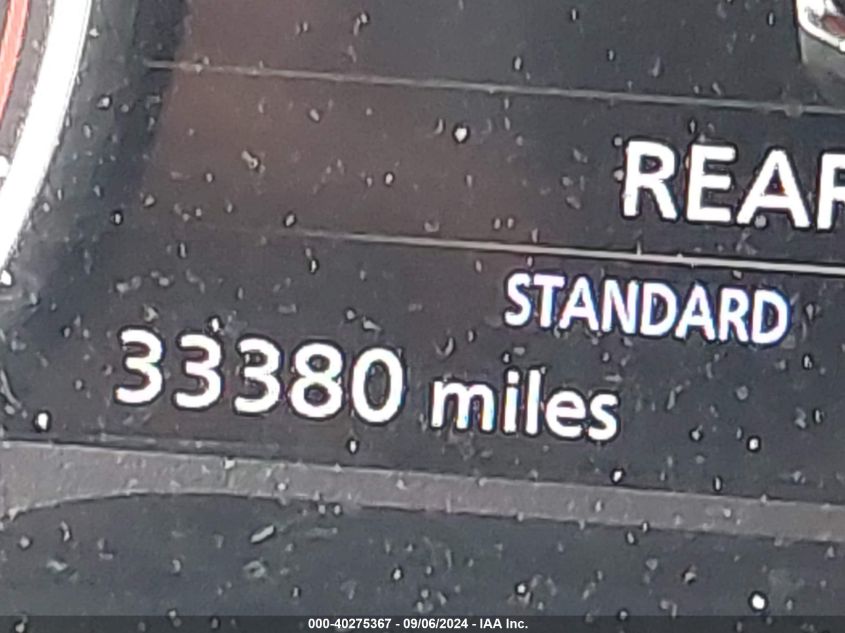 REAR
STANDARD
33380 miles
000-40275367 - 09/06/2024 - IAA Inc.